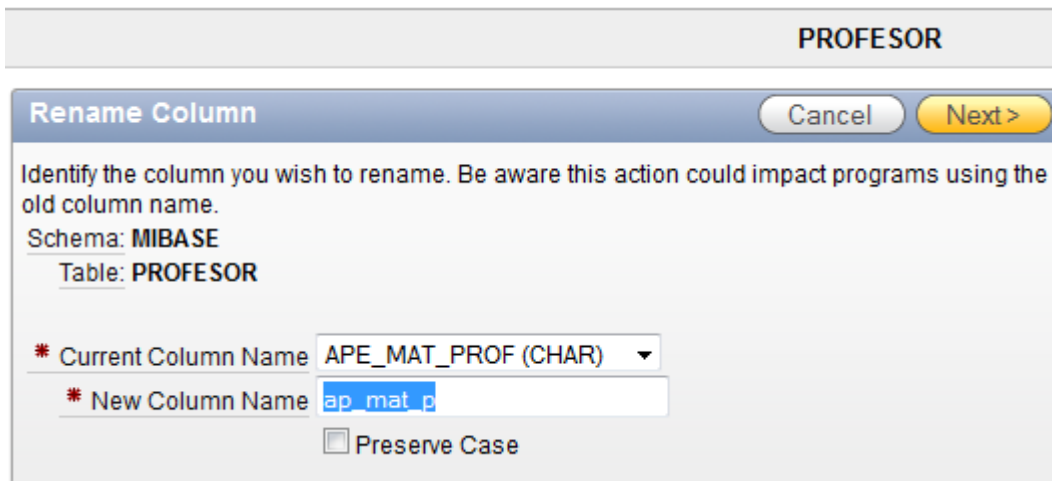 PROFESOR
Rename Column Cancel Next >
Identify the column you wish to rename. Be aware this action could impact programs using the
old column name.
Schema: MIBASE
Table: PROFESOR
* Current Column Name APE_MAT_PROF (CHAR)
* New Column Name ap_mat_p
Preserve Case